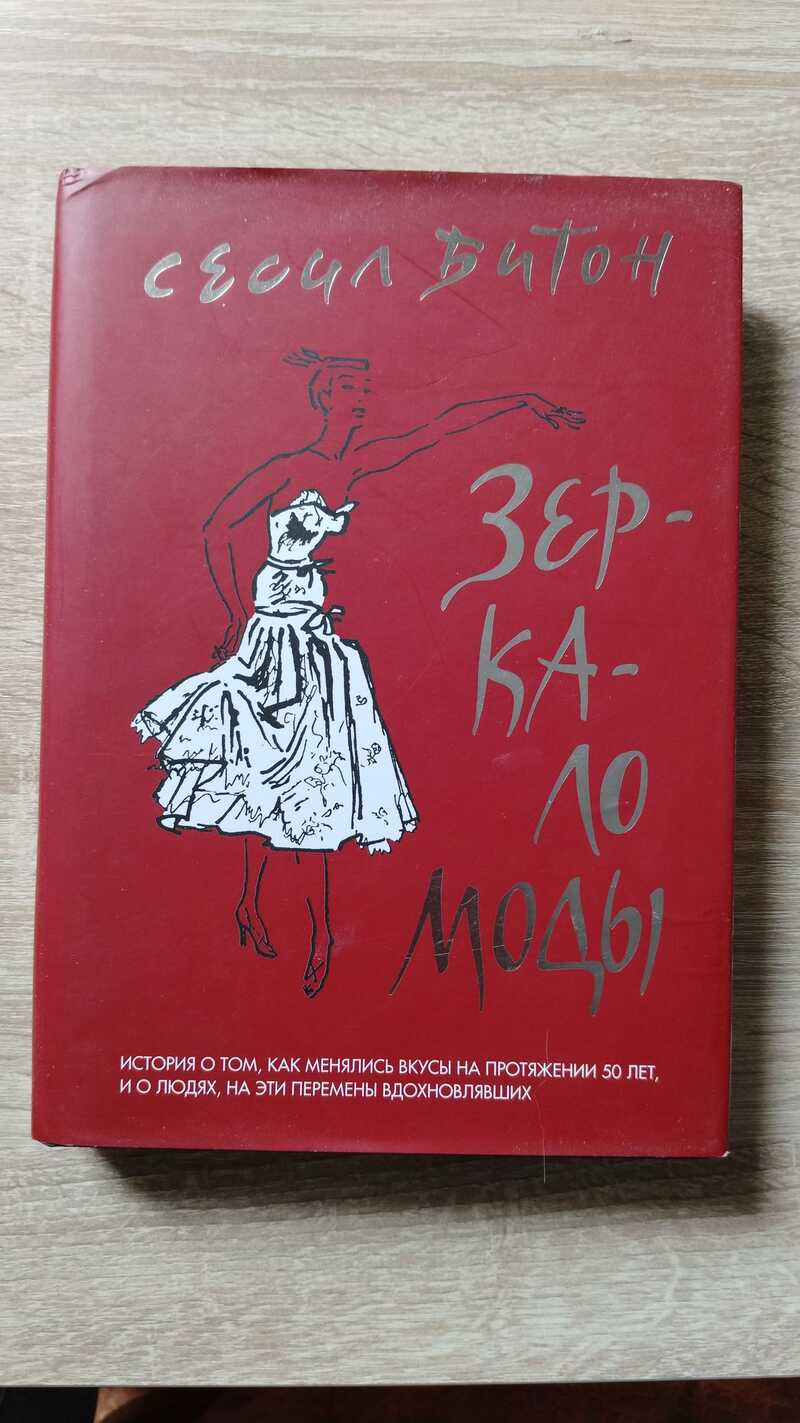 СЕСИЛ БИТОН
ЗЕР-
КА-
ЛО
МОДЫ
ИСТОРИЯ О ТОМ, КАК МЕНЯЛИСЬ ВКУСЫ НА ПРОТЯЖЕНИИ 50 ЛЕТ,
И О ЛЮДЯХ, НА ЭТИ ПЕРЕМЕНЫ ВДОХНОВЛЯВШИХ